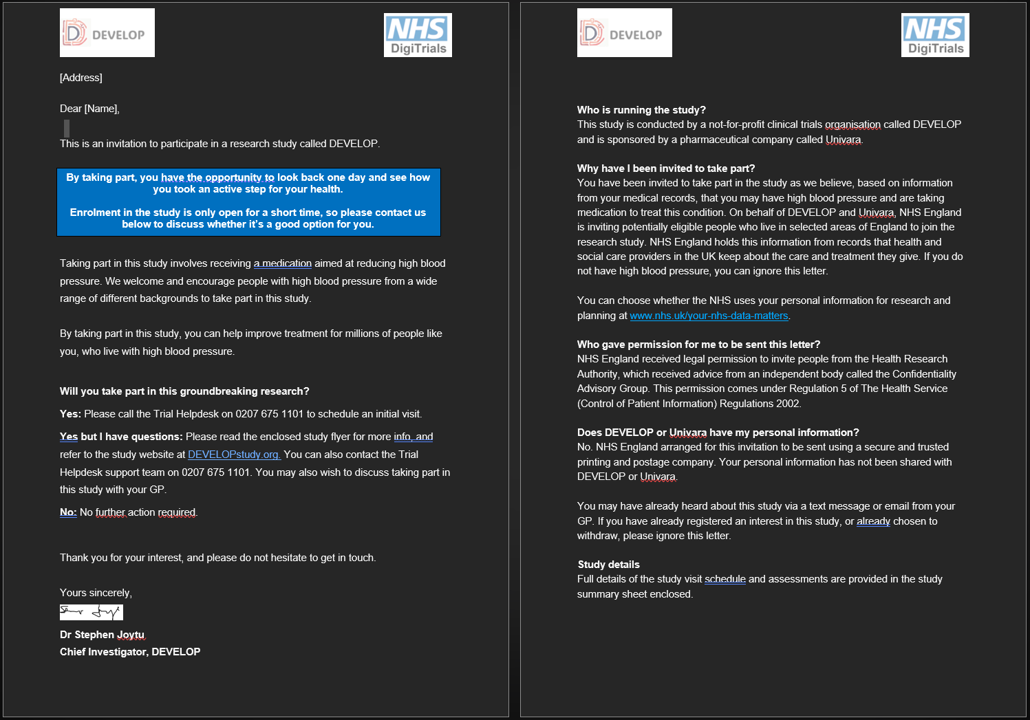 DEVELOP
NHS
DigiTrials
[Address]
Dear [Name],
This is an invitation to participate in a research study called DEVELOP.
By taking part, you have the opportunity to look back one day and see how
you took an active step for your health.
Enrolment in the study is only open for a short time, so please contact us
below to discuss whether it's a good option for you.
Taking part in this study involves receiving a medication aimed at reducing high blood
pressure. We welcome and encourage people with high blood pressure from a wide
range of different backgrounds to take part in this study.
By taking part in this study, you can help improve treatment for millions of people like
you, who live with high blood pressure.
Will you take part in this groundbreaking research?
Yes: Please call the Trial Helpdesk on 0207 675 1101 to schedule an initial visit.
Yes but I have questions: Please read the enclosed study flyer for more info, and
refer to the study website at DEVELOPstudy.org. You can also contact the Trial
Helpdesk support team on 0207 675 1101. You may also wish to discuss taking part in
this study with your GP.
No: No further action required.
Thank you for your interest, and please do not hesitate to get in touch.
Yours sincerely,
Dr Stephen Joytu
Chief Investigator, DEVELOP
DEVELOP
NHS
DigiTrials
Who is running the study?
This study is conducted by a not-for-profit clinical trials organisation called DEVELOP
and is sponsored by a pharmaceutical company called Univara.
Why have I been invited to take part?
You have been invited to take part in the study as we believe, based on information
from your medical records, that you may have high blood pressure and are taking
medication to treat this condition. On behalf of DEVELOP and Univara, NHS England
is inviting potentially eligible people who live in selected areas of England to join the
research study. NHS England holds this information from records that health and
social care providers in the UK keep about the care and treatment they give. If you do
not have high blood pressure, you can ignore this letter.
You can choose whether the NHS uses your personal information for research and
planning at www.nhs.uk/your-nhs-data-matters.
Who gave permission for me to be sent this letter?
NHS England received legal permission to invite people from the Health Research
Authority, which received advice from an independent body called the Confidentiality
Advisory Group. This permission comes under Regulation 5 of The Health Service
(Control of Patient Information) Regulations 2002.
Does DEVELOP or Univara have my personal information?
No. NHS England arranged for this invitation to be sent using a secure and trusted
printing and postage company. Your personal information has not been shared with
DEVELOP or Univara.
You may have already heard about this study via a text message or email from your
GP. If you have already registered an interest in this study, or already chosen to
withdraw, please ignore this letter.
Study details
Full details of the study visit schedule and assessments are provided in the study
summary sheet enclosed.